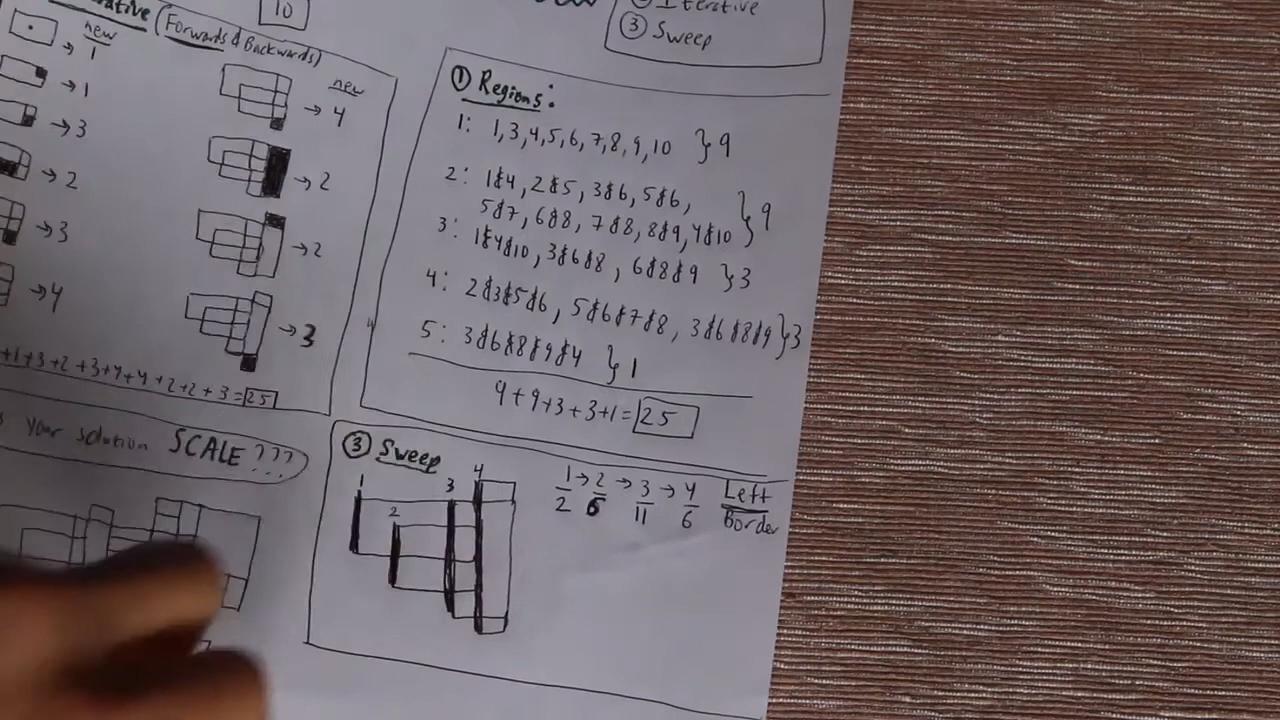 10
Iterative
③ Sweep
(Forwards & Backwards)
new
→ 1
→ 1
→ 3
→ 2
→ 3
→ 4
new
→ 4
→ 2
→ 2
→ 3
+1+3+2+3+4+4+2+2+3=25
① Regions:
1: 1,3,4,5,6,7,8,9,10 } 9
2: 1&4, 2&5, 3&6, 5&6,
5&7, 6&8, 7&8, 8&9, 4&10 } 9
3: 1&4&10, 3&6&8, 6&8&9 } 3
4: 2&3&5&6, 5&6&7&8, 3&6&8&9 } 3
5: 3&6&8&9&4 } 1
9+9+3+3+1=25
your solution SCALE???
③ Sweep
1 2 3 4
1/2 → 2/6 → 3/11 → 4/6
Left
Border